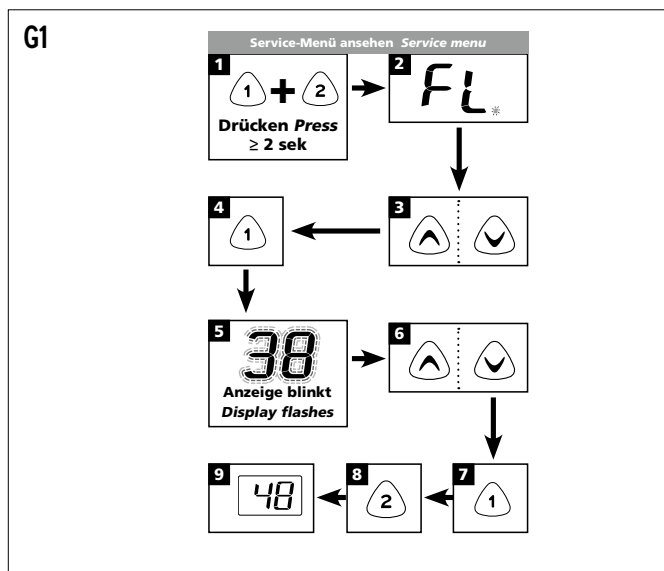 G1
Service-Menü ansehen Service menu
1
1 + 2
Drücken Press
≥ 2 sek
2
FL
3
4
1
5
38
Anzeige blinkt
Display flashes
6
7
1
8
2
9
48